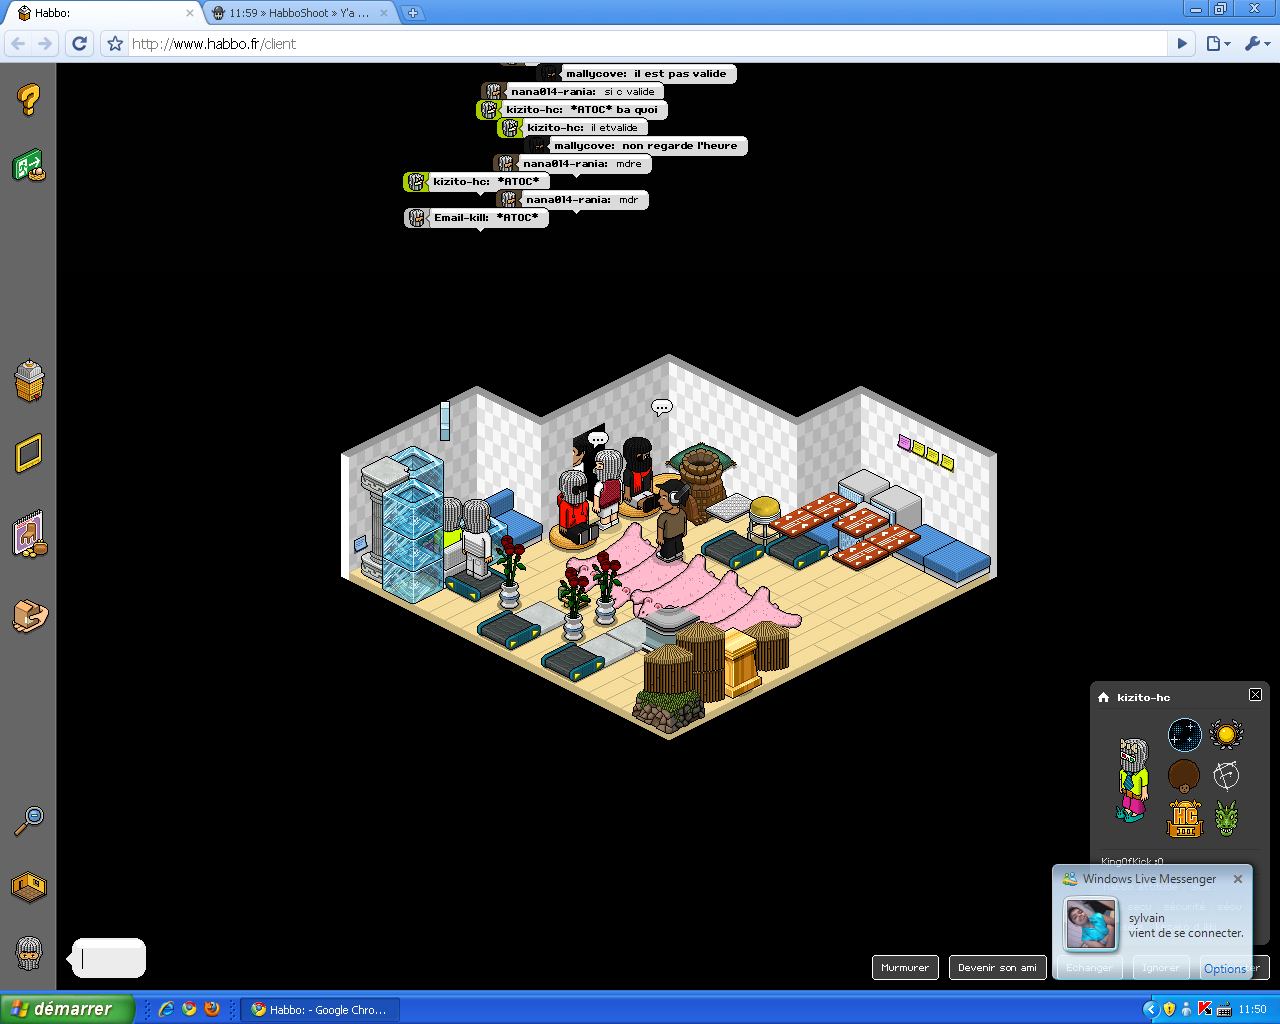 Habbo:
11:59 » HabboShoot » Y'a ...
http://www.habbo.fr/client
mallycove: il est pas valide
nana014-rania: si c valide
kizito-hc: *ATOC* ba quoi
kizito-hc: il etvalide
mallycove: non regarde l'heure
nana014-rania: mdre
kizito-hc: *ATOC*
nana014-rania: mdr
Email-kill: *ATOC*
...
...
kizito-hc
HC
KingOfKick :O
Windows Live Messenger
sylvain
vient de se connecter.
Options
Murmurer
Devenir son ami
Echanger
Ignorer
démarrer
Habbo: - Google Chro...
11:50